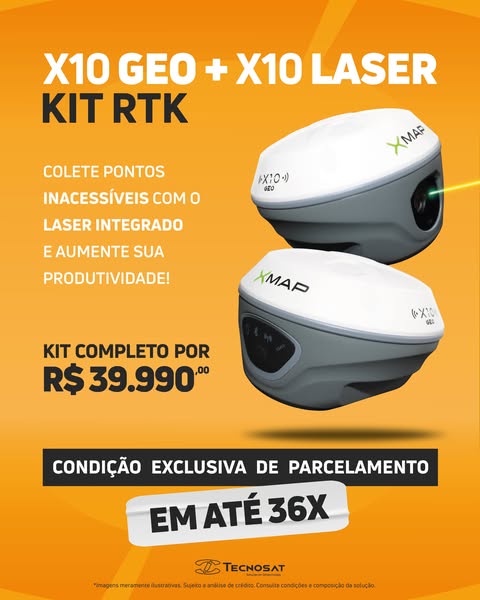 X10 GEO + X10 LASER
KIT RTK
COLETE PONTOS
INACESSÍVEIS COM O
LASER INTEGRADO
E AUMENTE SUA
PRODUTIVIDADE!
XMAP
((•X10•))
GEO
XMAP
((•X10•))
GEO
KIT COMPLETO POR
R$ 39.990,00
CONDIÇÃO EXCLUSIVA DE PARCELAMENTO
EM ATÉ 36X
TECNOSAT
*Imagens meramente ilustrativas. Sujeito a análise de crédito. Consulte condições e composição da solução.